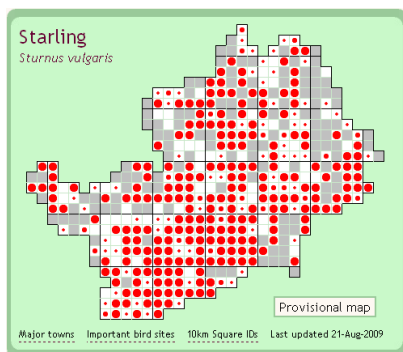 Starling
Sturnus vulgaris
Provisional map
Major towns Important bird sites 10km Square IDs Last updated 21-Aug-2009